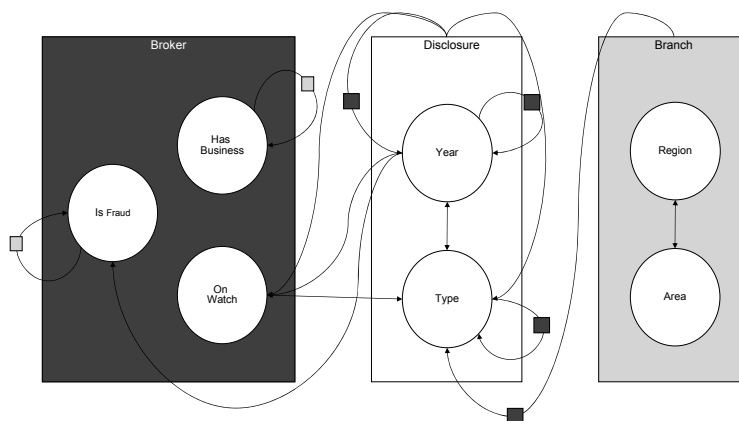 Broker
Disclosure
Branch
Has
Business
Year
Region
Is Fraud
On
Watch
Type
Area